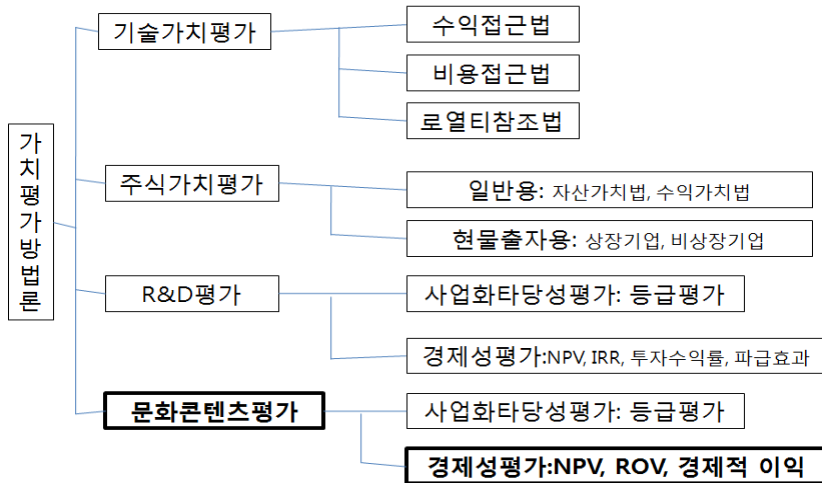 가치평가방법론
기술가치평가
수익접근법
비용접근법
로열티참조법
주식가치평가
일반용: 자산가치법, 수익가치법
현물출자용: 상장기업, 비상장기업
R&D평가
사업화타당성평가: 등급평가
경제성평가:NPV, IRR, 투자수익률, 파급효과
문화콘텐츠평가
사업화타당성평가: 등급평가
경제성평가:NPV, ROV, 경제적 이익